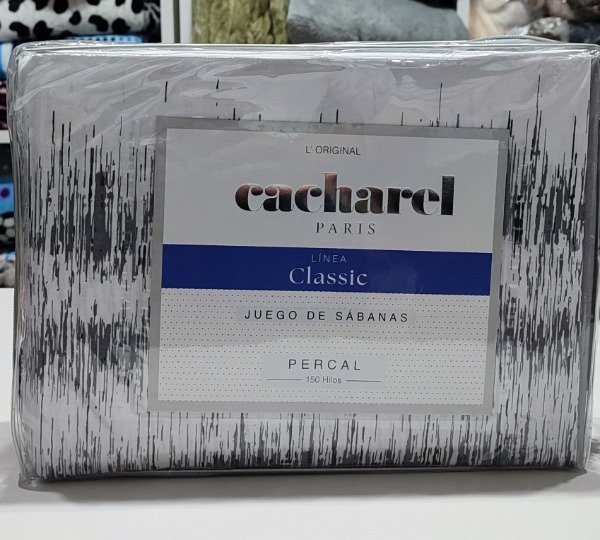 L' ORIGINAL
cacharel
PARIS
LÍNEA
Classic
JUEGO DE SÁBANAS
PERCAL
150 Hilos